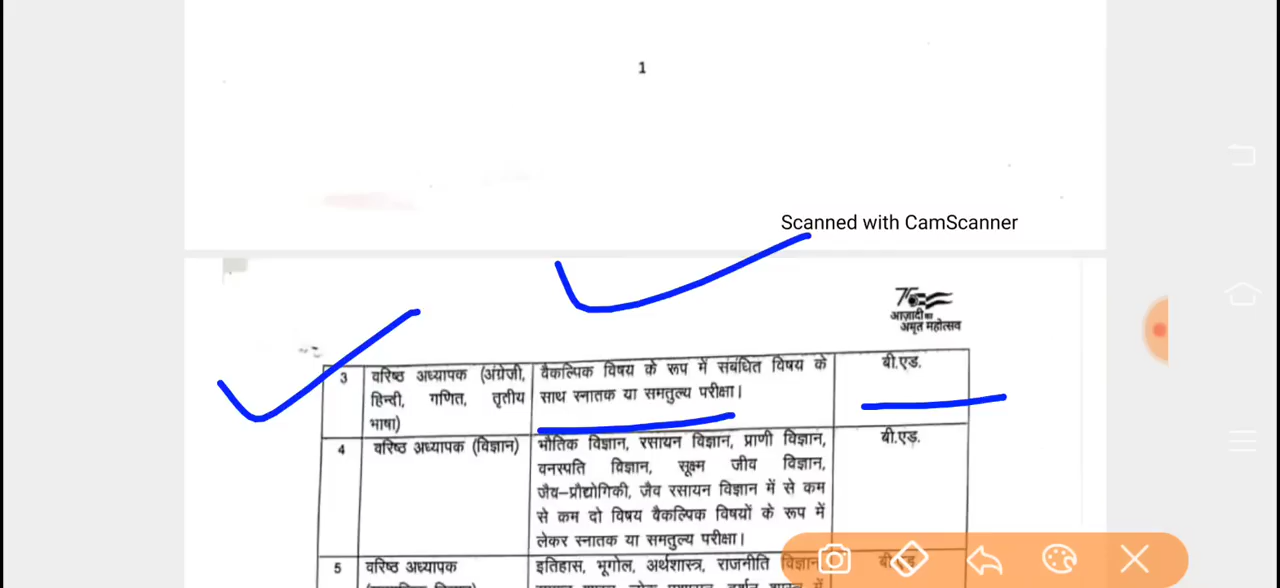 1
Scanned with CamScanner
75
आज़ादी का
अमृत महोत्सव
3 वरिष्ठ अध्यापक (अंग्रेजी, वैकल्पिक विषय के रूप में संबंधित विषय के बी.एड.
हिन्दी, गणित, तृतीय साथ स्नातक या समतुल्य परीक्षा।
भाषा)
4 वरिष्ठ अध्यापक (विज्ञान) भौतिक विज्ञान, रसायन विज्ञान, प्राणी विज्ञान, बी.एड.
वनस्पति विज्ञान, सूक्ष्म जीव विज्ञान,
जैव-प्रौद्योगिकी, जैव रसायन विज्ञान में से कम
से कम दो विषय वैकल्पिक विषयों के रूप में
लेकर स्नातक या समतुल्य परीक्षा।
5 वरिष्ठ अध्यापक इतिहास, भूगोल, अर्थशास्त्र, राजनीति विज्ञान, बी.एड